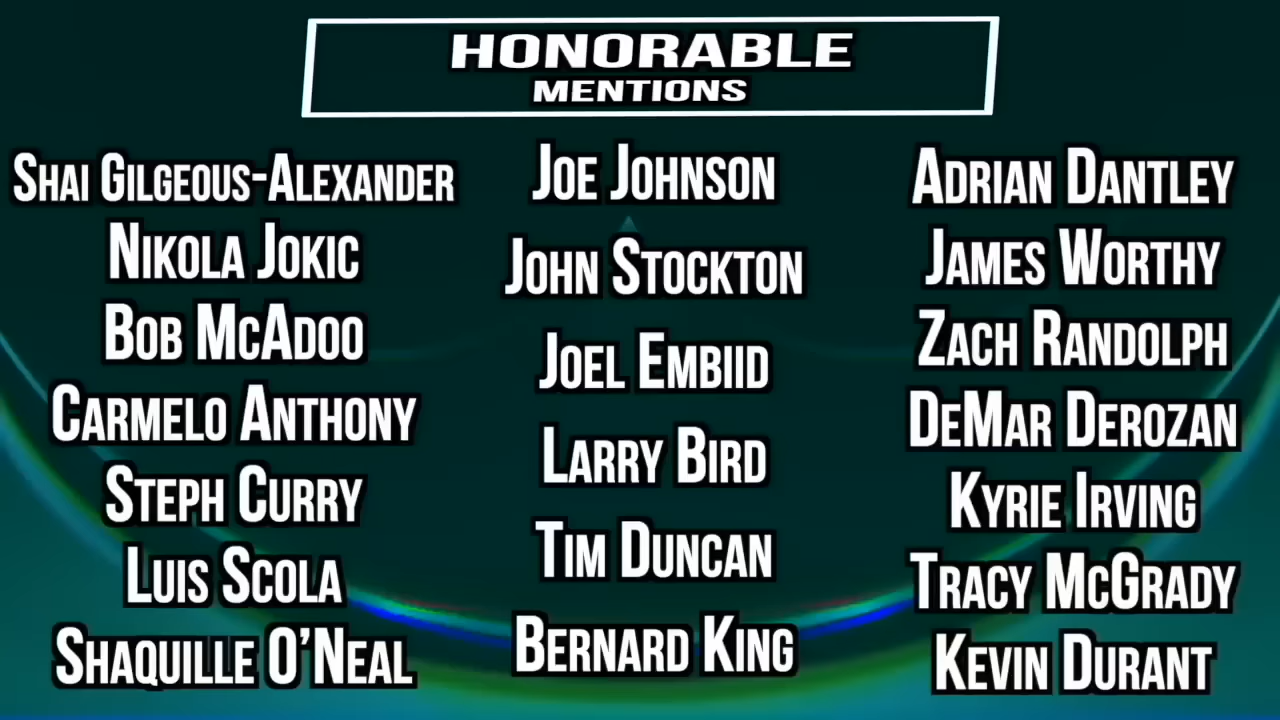 HONORABLE
MENTIONS
SHAI GILGEOUS-ALEXANDER
NIKOLA JOKIC
BOB MCADOO
CARMELO ANTHONY
STEPH CURRY
LUIS SCOLA
SHAQUILLE O'NEAL
JOE JOHNSON
JOHN STOCKTON
JOEL EMBIID
LARRY BIRD
TIM DUNCAN
BERNARD KING
ADRIAN DANTLEY
JAMES WORTHY
ZACH RANDOLPH
DEMAR DEROZAN
KYRIE IRVING
TRACY MCGRADY
KEVIN DURANT